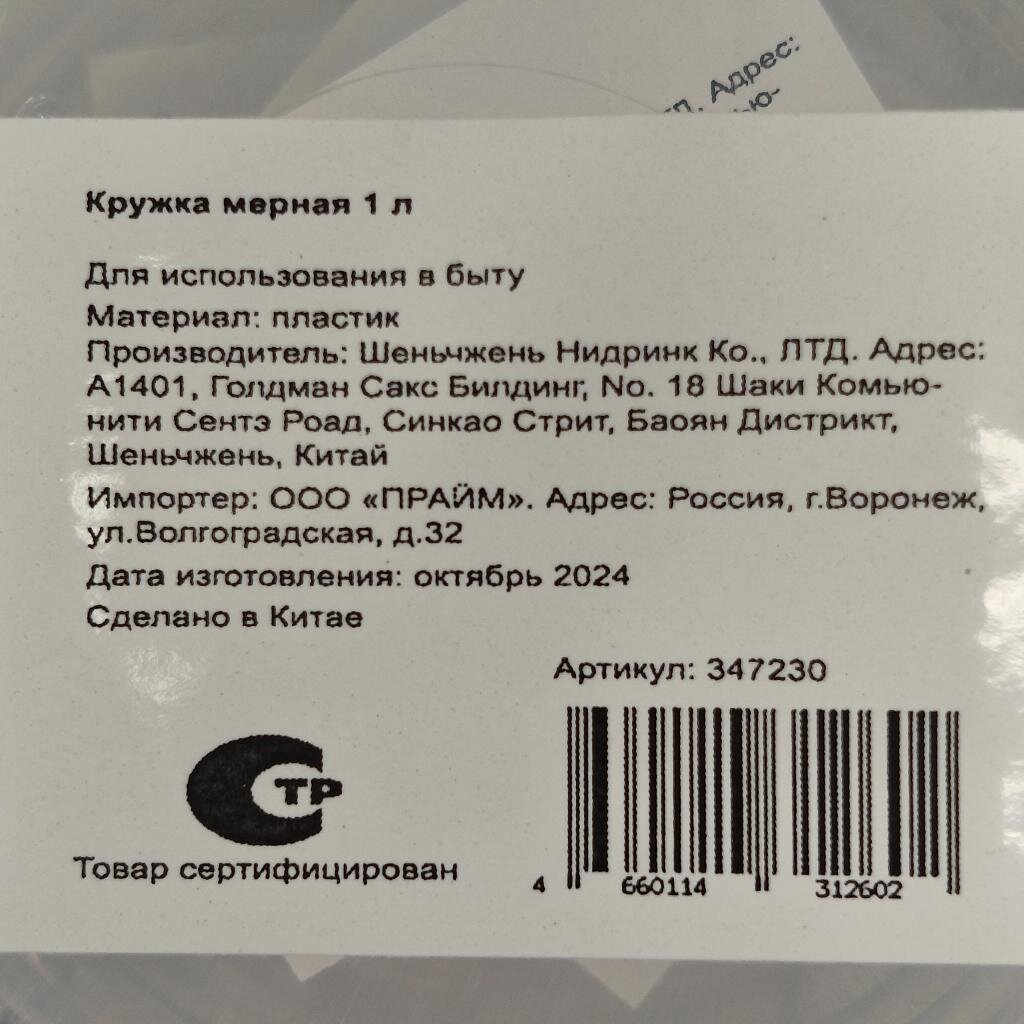 Адрес:
ью-
Кружка мерная 1 л
Для использования в быту
Материал: пластик
Производитель: Шеньчжень Нидринк Ко., ЛТД. Адрес:
А1401, Голдман Сакс Билдинг, No. 18 Шаки Комью-
нити Сентэ Роад, Синкао Стрит, Баоян Дистрикт,
Шеньчжень, Китай
Импортер: ООО «ПРАЙМ». Адрес: Россия, г.Воронеж,
ул.Волгоградская, д.32
Дата изготовления: октябрь 2024
Сделано в Китае
Артикул: 347230
СТР
Товар сертифицирован
4 660114 312602